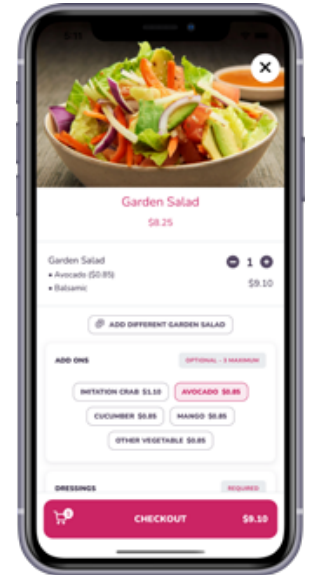 5:11
Garden Salad
$8.25
Garden Salad
1
• Avocado ($0.85)
$9.10
• Balsamic
ADD DIFFERENT GARDEN SALAD
ADD ONS
OPTIONAL - 3 MAXIMUM
IMITATION CRAB $1.10
AVOCADO $0.85
CUCUMBER $0.85
MANGO $0.85
OTHER VEGETABLE $0.85
DRESSINGS
REQUIRED
CHECKOUT
$9.10